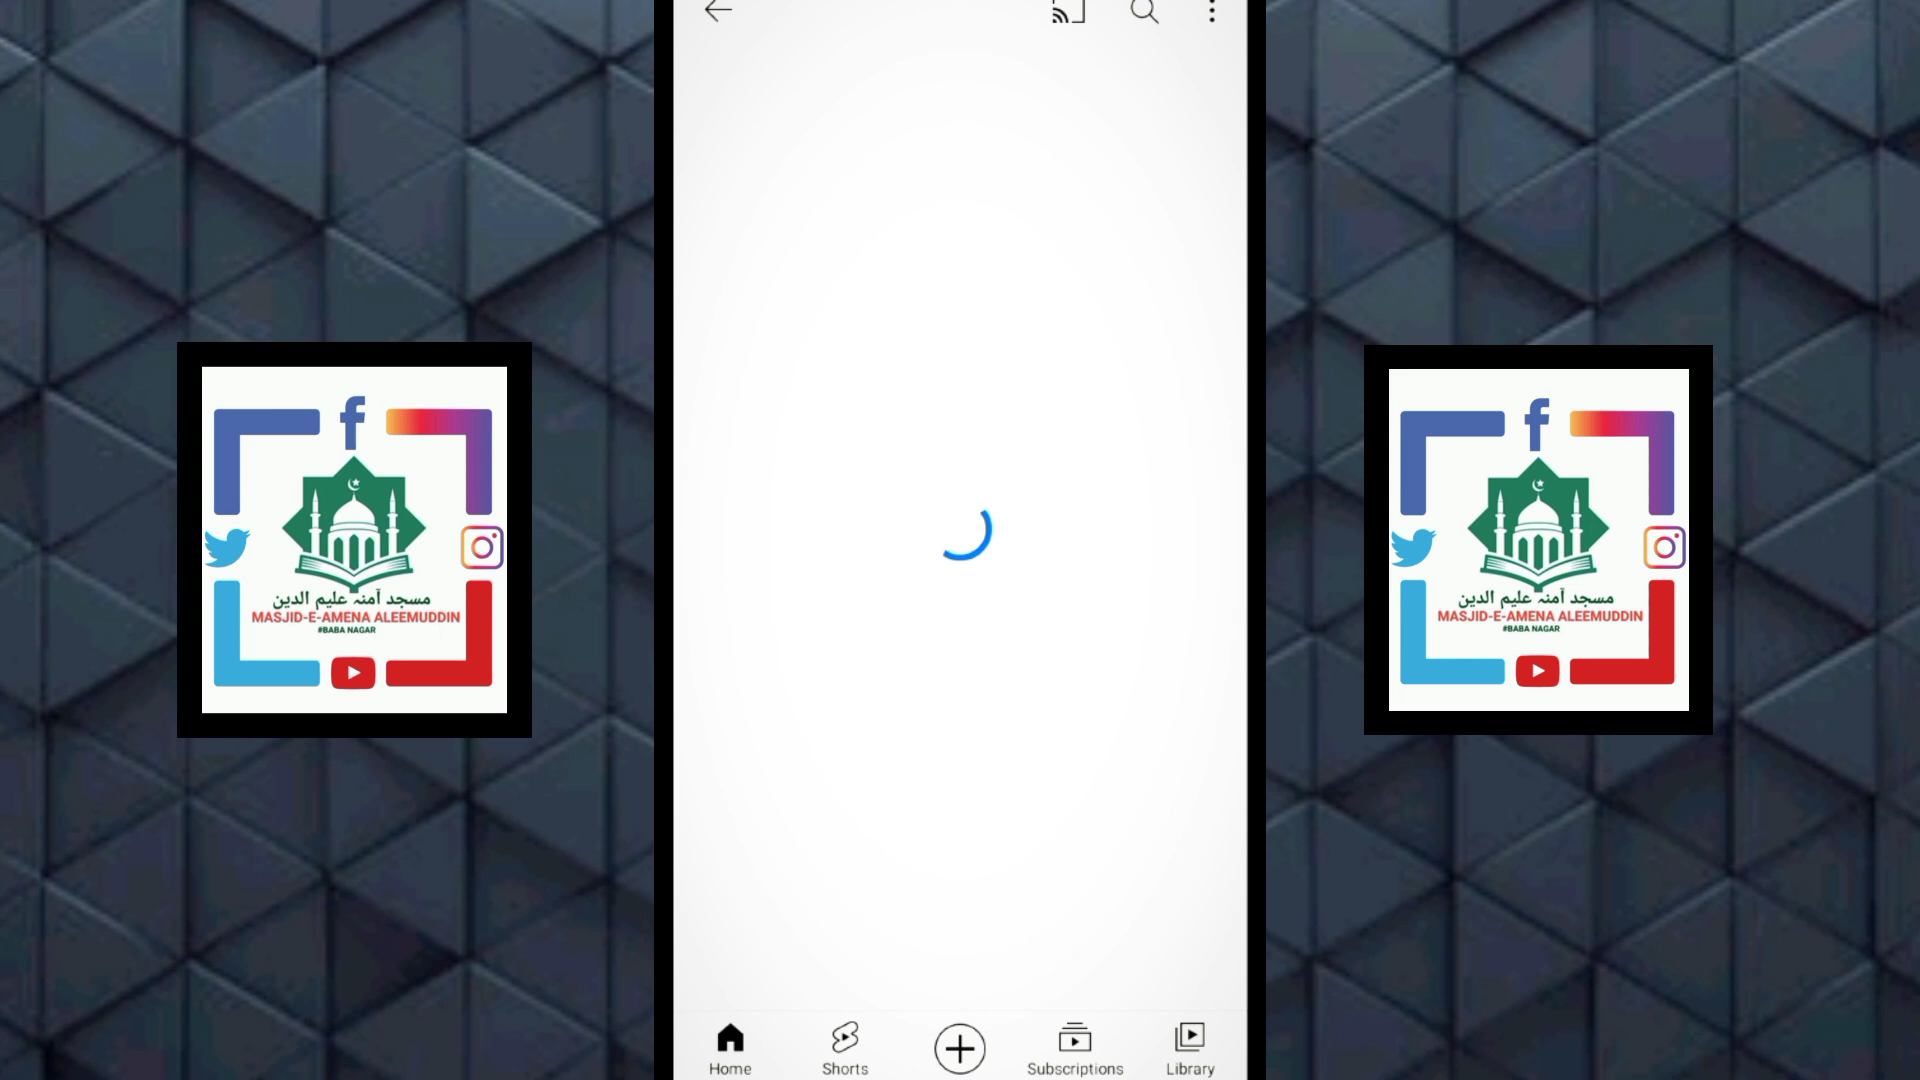 مسجد آمنہ علیم الدین
MASJID-E-AMENA ALEEMUDDIN
#BABA NAGAR
مسجد آمنہ علیم الدین
MASJID-E-AMENA ALEEMUDDIN
#BABA NAGAR
Home
Shorts
Subscriptions
Library